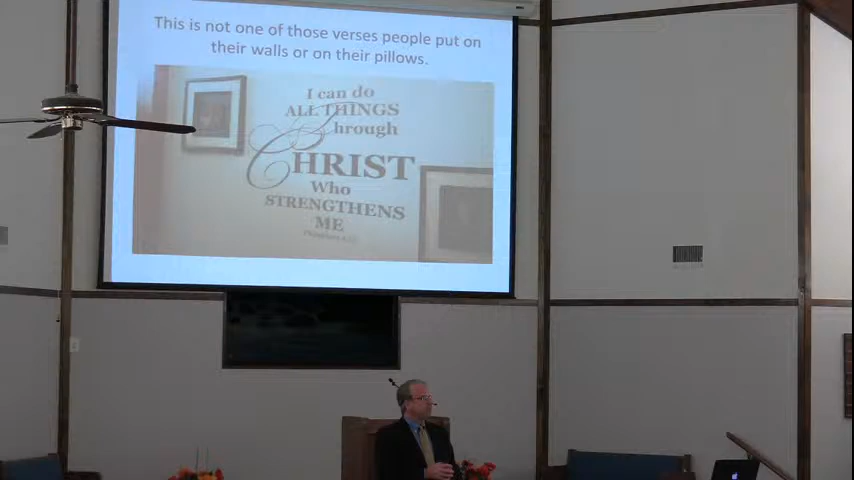 This is not one of those verses people put on
their walls or on their pillows.
I can do
ALL THINGS
Through
CHRIST
Who
STRENGTHENS
ME